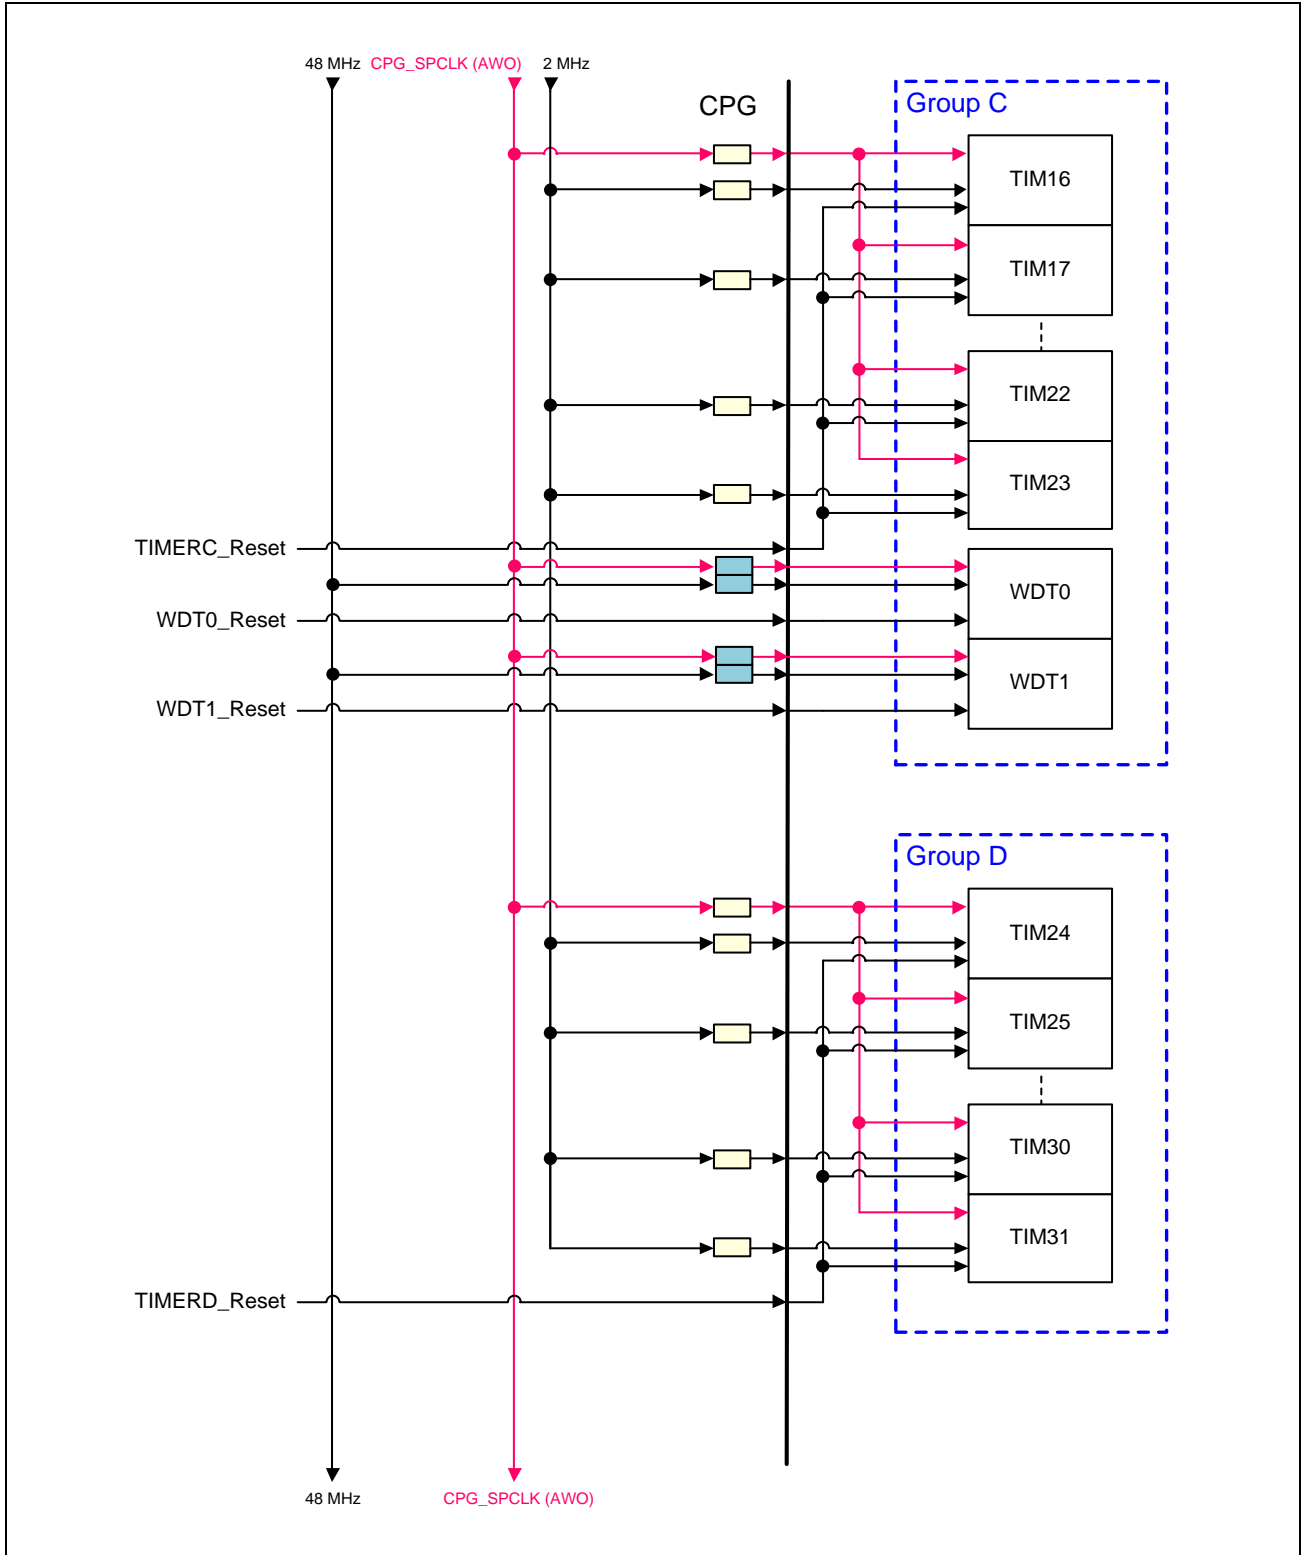 48 MHz CPG_SPCLK (AWO) 2 MHz
CPG
Group C
TIM16
TIM17
TIM22
TIM23
TIMERC_Reset
WDT0
WDT0_Reset
WDT1
WDT1_Reset
Group D
TIM24
TIM25
TIM30
TIM31
TIMERD_Reset
48 MHz CPG_SPCLK (AWO)